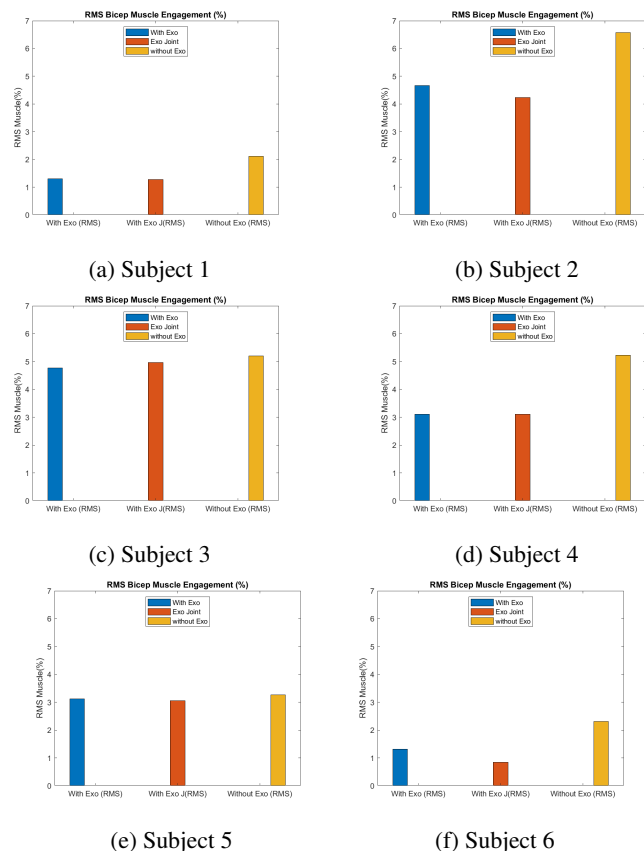 RMS Bicep Muscle Engagement (%)
7
6
5
4
3
2
1
0
RMS Muscle(%)
With Exo
Exo Joint
without Exo
With Exo (RMS) With Exo J(RMS) Without Exo (RMS)
(a) Subject 1
RMS Bicep Muscle Engagement (%)
7
6
5
4
3
2
1
0
RMS Muscle(%)
With Exo
Exo Joint
without Exo
With Exo (RMS) With Exo J(RMS) Without Exo (RMS)
(b) Subject 2
RMS Bicep Muscle Engagement (%)
7
6
5
4
3
2
1
0
RMS Muscle(%)
With Exo
Exo Joint
without Exo
With Exo (RMS) With Exo J(RMS) Without Exo (RMS)
(c) Subject 3
RMS Bicep Muscle Engagement (%)
7
6
5
4
3
2
1
0
RMS Muscle(%)
With Exo
Exo Joint
without Exo
With Exo (RMS) With Exo J(RMS) Without Exo (RMS)
(d) Subject 4
RMS Bicep Muscle Engagement (%)
7
6
5
4
3
2
1
0
RMS Muscle(%)
With Exo
Exo Joint
without Exo
With Exo (RMS) With Exo J(RMS) Without Exo (RMS)
(e) Subject 5
RMS Bicep Muscle Engagement (%)
7
6
5
4
3
2
1
0
RMS Muscle(%)
With Exo
Exo Joint
without Exo
With Exo (RMS) With Exo J(RMS) Without Exo (RMS)
(f) Subject 6